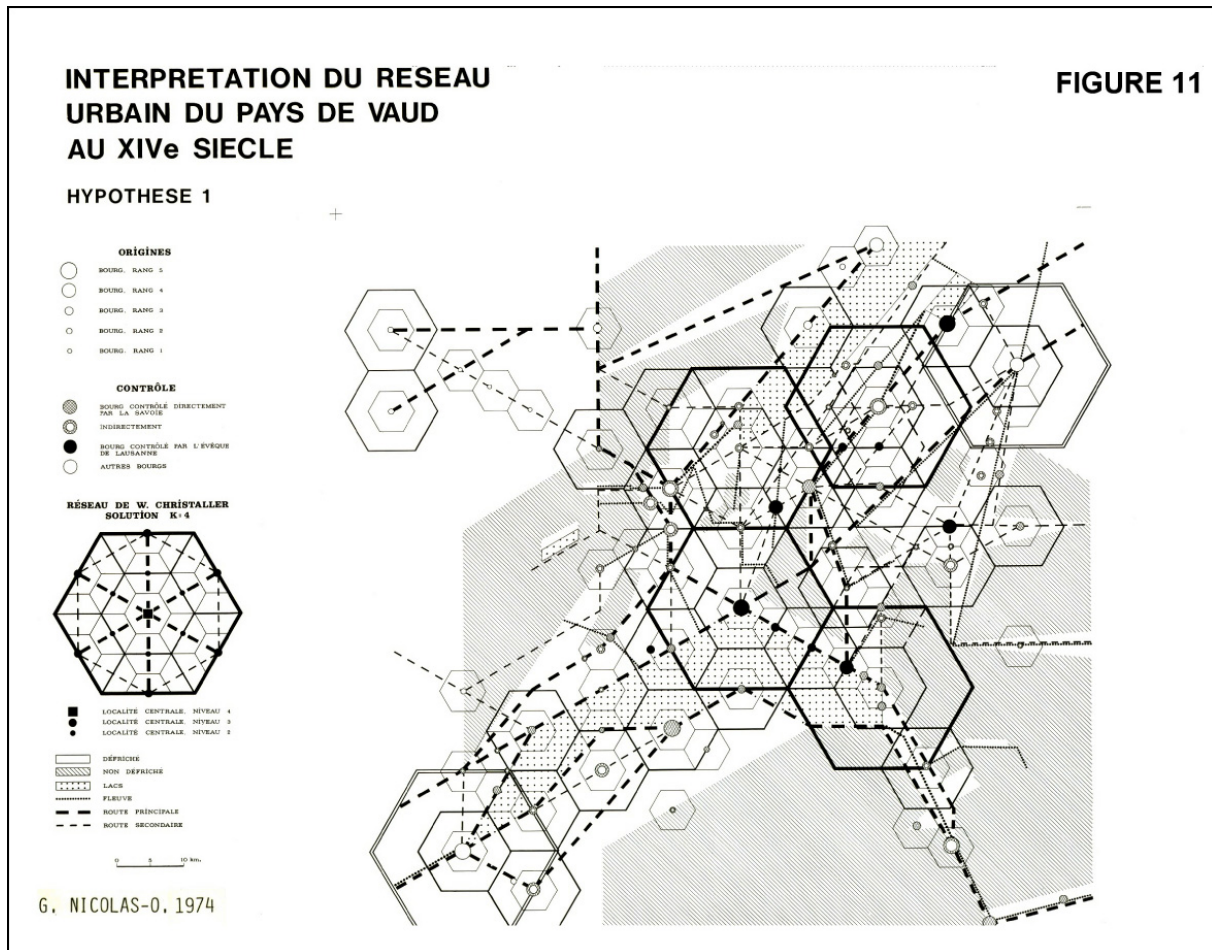 INTERPRETATION DU RESEAU
URBAIN DU PAYS DE VAUD
AU XIVe SIECLE
HYPOTHESE 1
FIGURE 11
ORIGINES
BOURG, RANG 5
BOURG, RANG 4
BOURG, RANG 3
BOURG, RANG 2
BOURG, RANG 1
CONTRÔLE
BOURG CONTRÔLÉ DIRECTEMENT
PAR LA SAVOIE
INDIRECTEMENT
BOURG CONTRÔLÉ PAR L'ÉVÊQUE
DE LAUSANNE
AUTRES BOURGS
RÉSEAU DE W. CHRISTALLER
SOLUTION K=4
LOCALITÉ CENTRALE, NIVEAU 4
LOCALITÉ CENTRALE, NIVEAU 3
LOCALITÉ CENTRALE, NIVEAU 2
DÉFRICHE
NON DÉFRICHE
LACS
FLEUVE
ROUTE PRINCIPALE
ROUTE SECONDAIRE
0 5 10 km.
G. NICOLAS-O. 1974